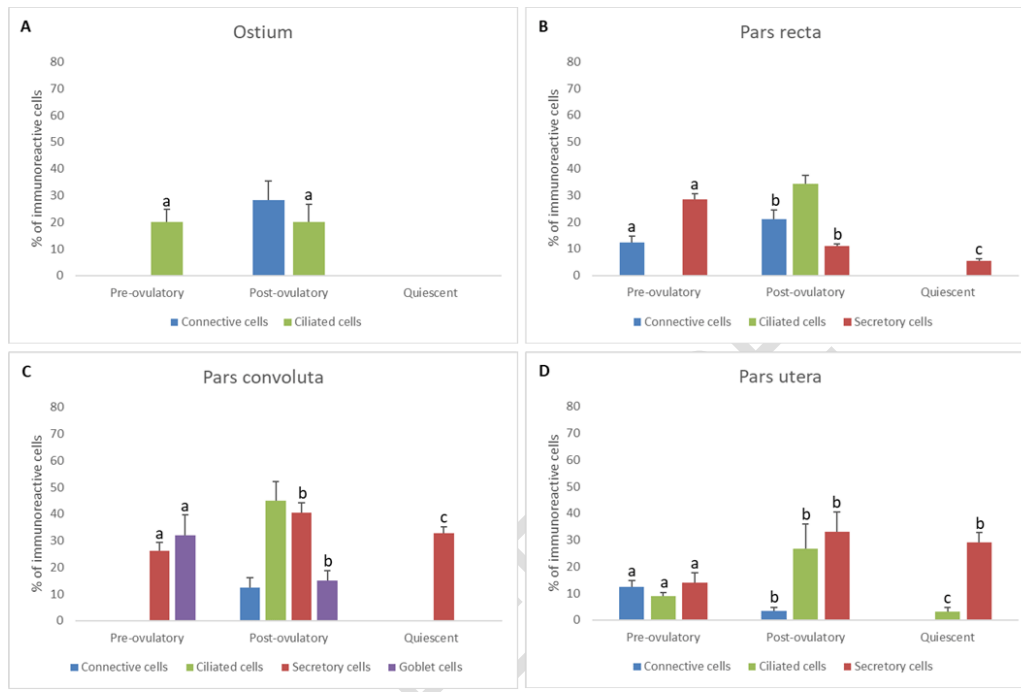 A
Ostium
% of immunoreactive cells
80
70
60
50
40
30
20
10
0
a
a
Pre-ovulatory Post-ovulatory Quiescent
Connective cells Ciliated cells
B
Pars recta
% of immunoreactive cells
80
70
60
50
40
30
20
10
0
a
a
b
b
c
Pre-ovulatory Post-ovulatory Quiescent
Connective cells Ciliated cells Secretory cells
C
Pars convoluta
% of immunoreactive cells
80
70
60
50
40
30
20
10
0
a
a
b
b
c
Pre-ovulatory Post-ovulatory Quiescent
Connective cells Ciliated cells Secretory cells Goblet cells
D
Pars utera
% of immunoreactive cells
80
70
60
50
40
30
20
10
0
a a a
b
b
b
c
b
Pre-ovulatory Post-ovulatory Quiescent
Connective cells Ciliated cells Secretory cells